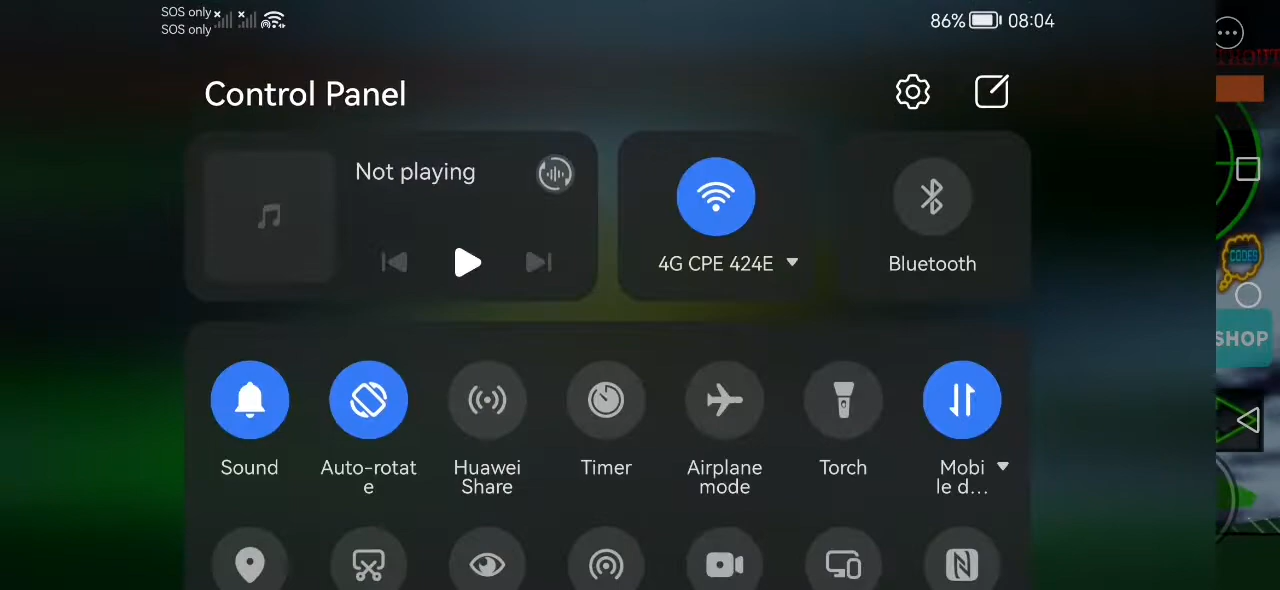 SOS only
SOS only
86%
08:04
Control Panel
Not playing
4G CPE 424E
Bluetooth
CODES
SHOP
Sound
Auto-rotat
e
Huawei
Share
Timer
Airplane
mode
Torch
Mobi
le d...